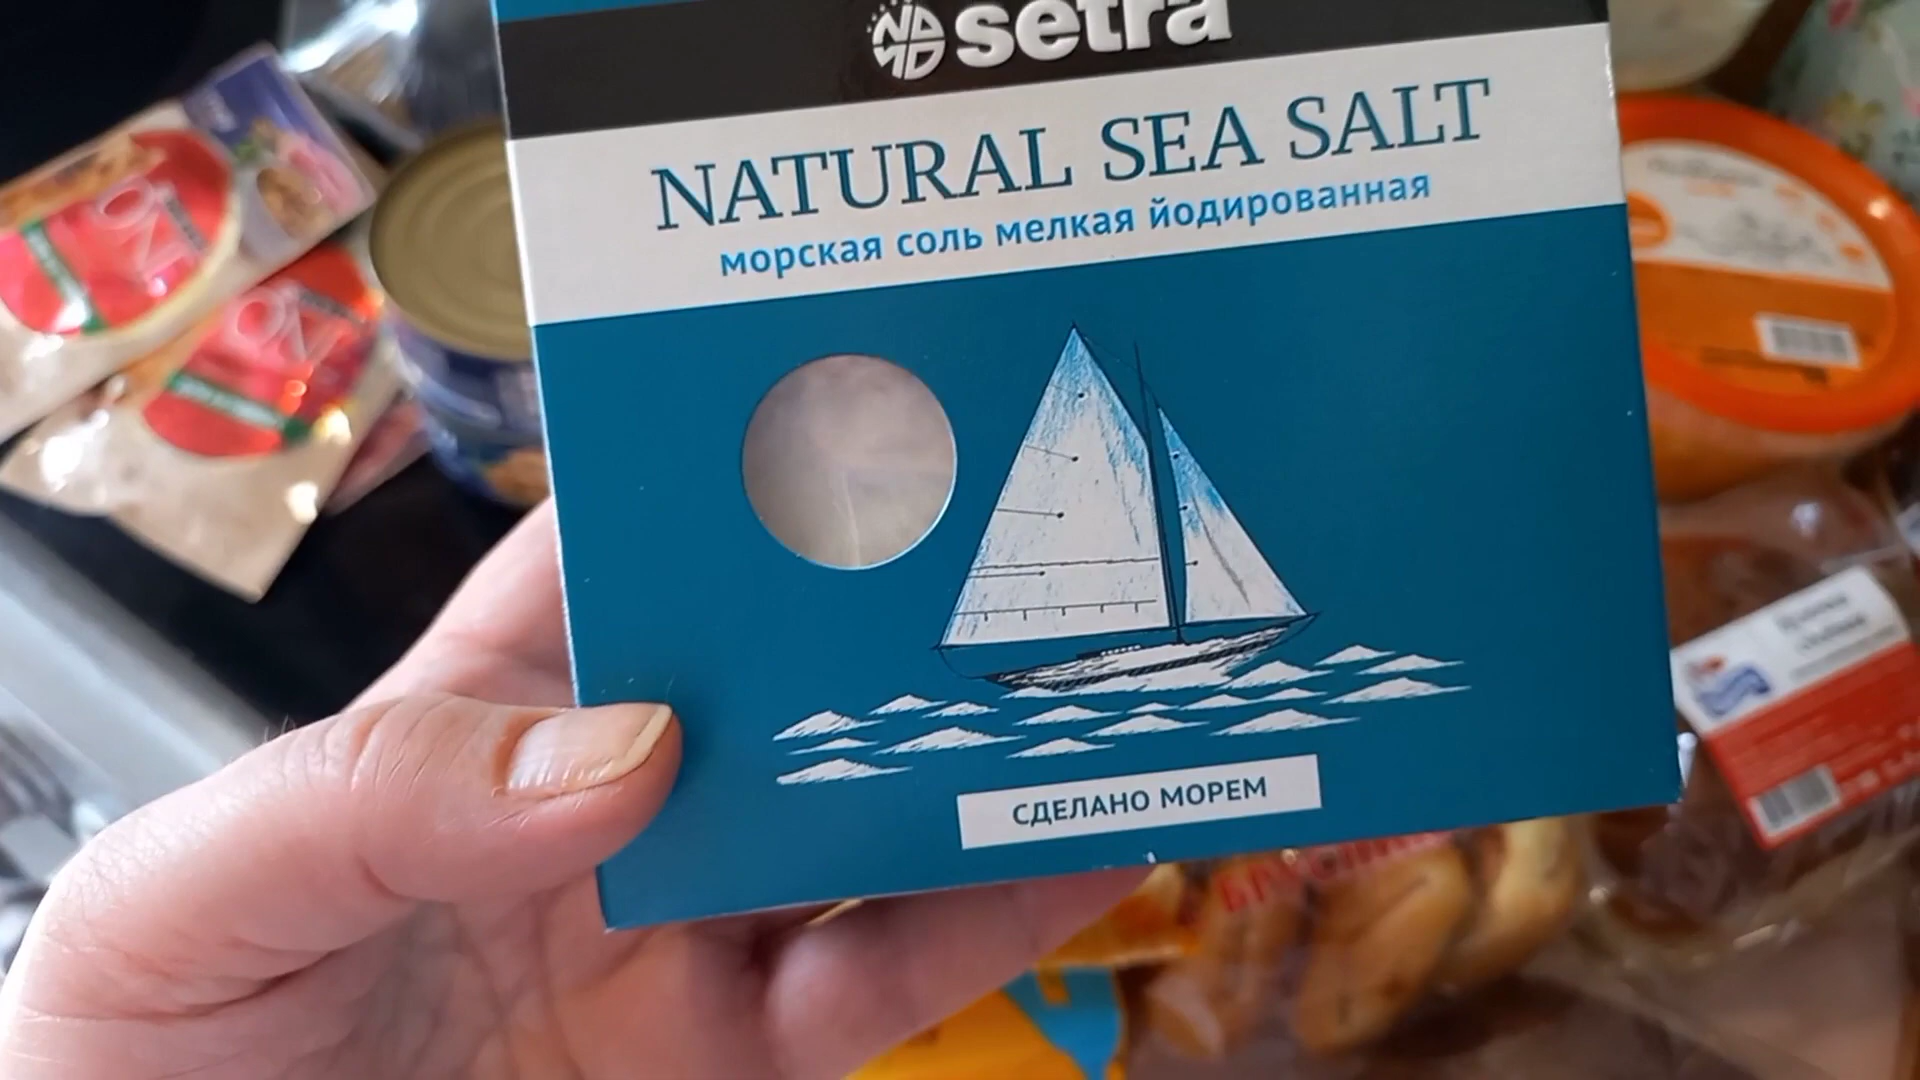 setra
NATURAL SEA SALT
морская соль мелкая йодированная
СДЕЛАНО МОРЕМ